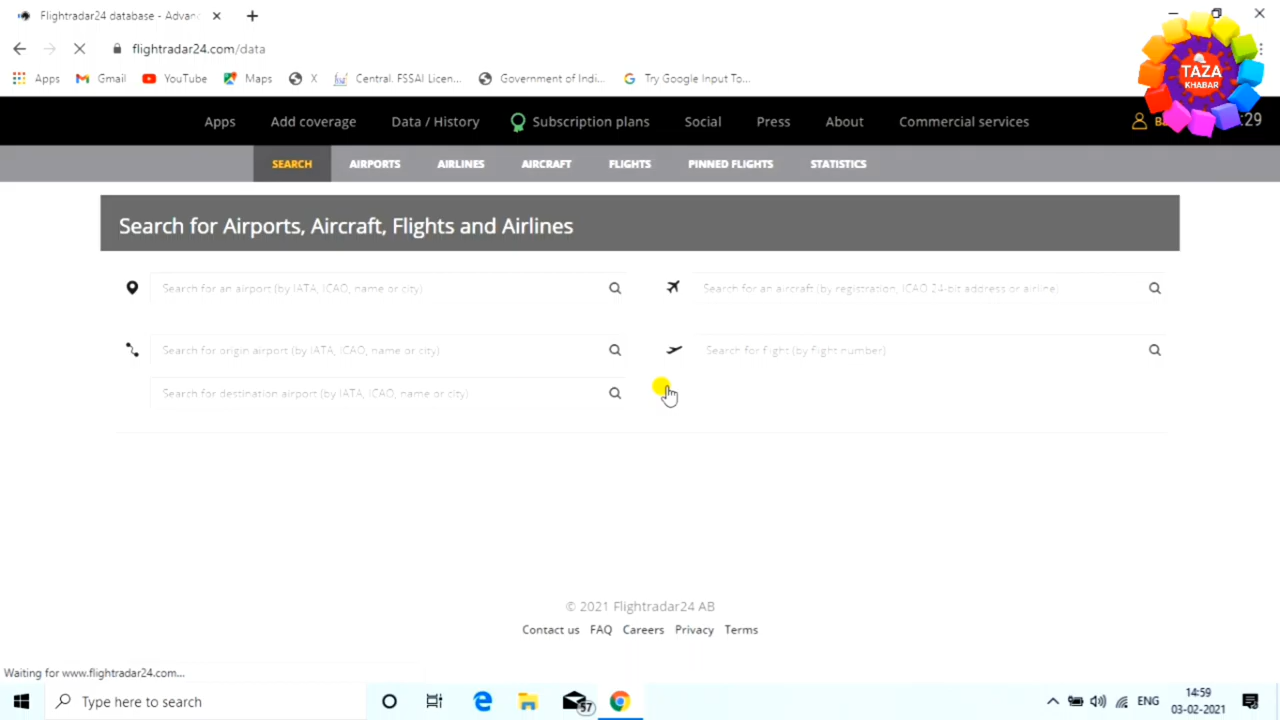 Flightradar24 database - Advanc
flightradar24.com/data
Apps
Gmail
YouTube
Maps
X
Central. FSSAI Licen...
Government of Indi...
Try Google Input To...
TAZA
KHABAR
Apps
Add coverage
Data / History
Subscription plans
Social
Press
About
Commercial services
:29
SEARCH
AIRPORTS
AIRLINES
AIRCRAFT
FLIGHTS
PINNED FLIGHTS
STATISTICS
Search for Airports, Aircraft, Flights and Airlines
Search for an airport (by IATA, ICAO, name or city)
Search for an aircraft (by registration, ICAO 24-bit address or airline)
Search for origin airport (by IATA, ICAO, name or city)
Search for flight (by flight number)
Search for destination airport (by IATA, ICAO, name or city)
© 2021 Flightradar24 AB
Contact us FAQ Careers Privacy Terms
Waiting for www.flightradar24.com...
Type here to search
57
ENG
14:59
03-02-2021